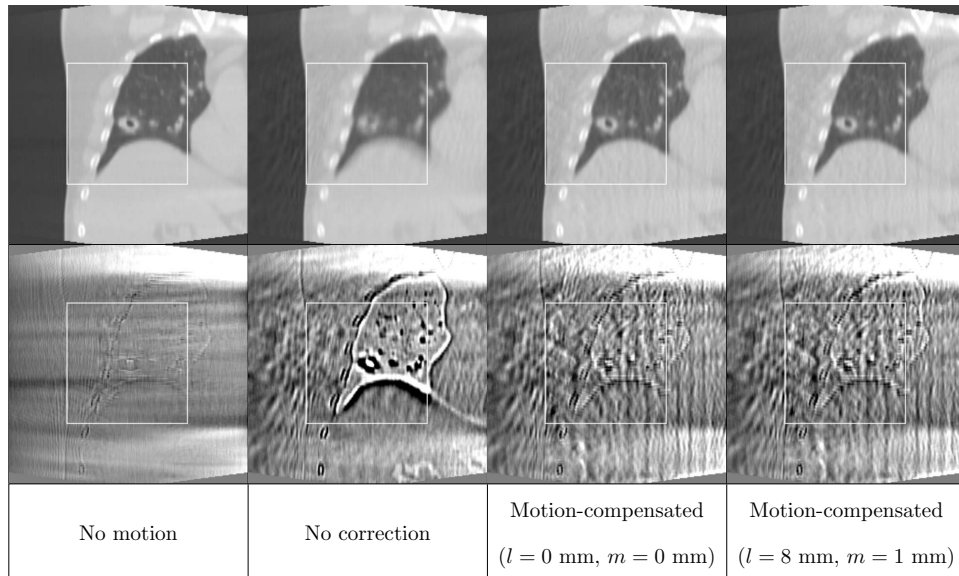 No motion
No correction
Motion-compensated
(l = 0 mm, m = 0 mm)
Motion-compensated
(l = 8 mm, m = 1 mm)